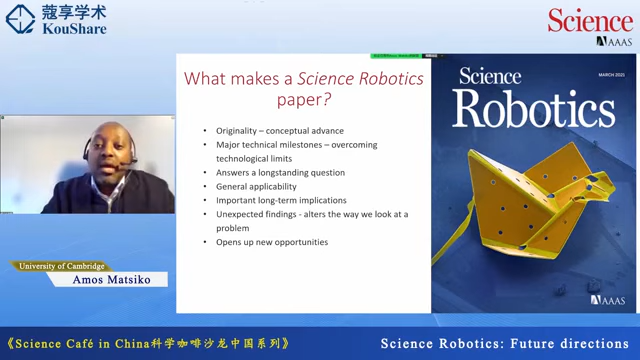 蔻享学术
KouShare
Science
AAAS
What makes a Science Robotics
paper?
• Originality – conceptual advance
• Major technical milestones – overcoming
technological limits
• Answers a longstanding question
• General applicability
• Important long-term implications
• Unexpected findings - alters the way we look at a
problem
• Opens up new opportunities
Science
Robotics
MARCH 2021
AAAS
University of Cambridge
Amos Matsiko
《Science Café in China科学咖啡沙龙中国系列》
Science Robotics: Future directions